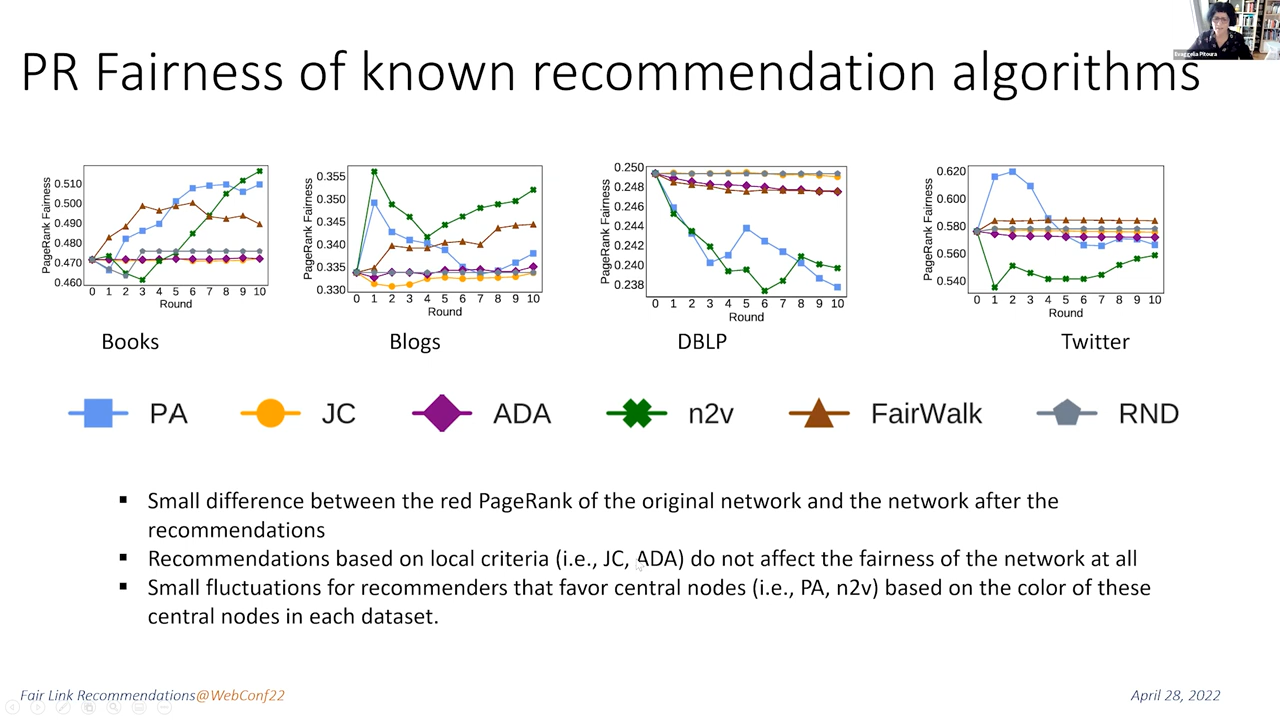 Evaggelia Pitoura
PR Fairness of known recommendation algorithms
PageRank Fairness
0.510
0.500
0.490
0.480
0.470
0.460
0 1 2 3 4 5 6 7 8 9 10
Round
Books
PageRank Fairness
0.355
0.350
0.345
0.340
0.335
0.330
0 1 2 3 4 5 6 7 8 9 10
Round
Blogs
PageRank Fairness
0.250
0.248
0.246
0.244
0.242
0.240
0.238
0 1 2 3 4 5 6 7 8 9 10
Round
DBLP
PageRank Fairness
0.620
0.600
0.580
0.560
0.540
0 1 2 3 4 5 6 7 8 9 10
Round
Twitter
PA JC ADA n2v FairWalk RND
▪ Small difference between the red PageRank of the original network and the network after the
recommendations
▪ Recommendations based on local criteria (i.e., JC, ADA) do not affect the fairness of the network at all
▪ Small fluctuations for recommenders that favor central nodes (i.e., PA, n2v) based on the color of these
central nodes in each dataset.
Fair Link Recommendations@WebConf22
April 28, 2022